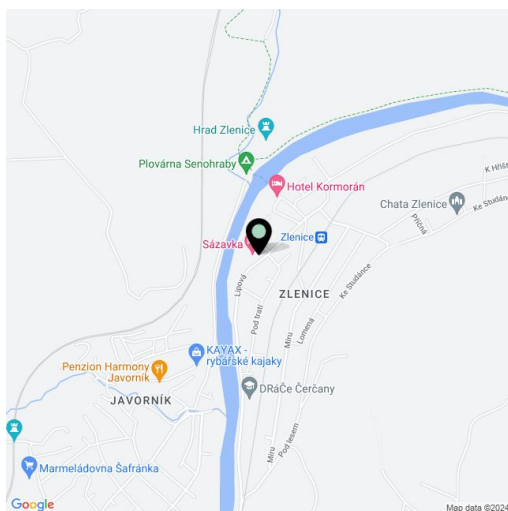 Hrad Zlenice
Plovárna Senohraby
Hotel Kormorán
K Hřiš
Chata Zlenice
Příčná
Ke Studán
Sázavka
Zlenice
Ke Studánce
Lipová
ZLENICE
Pod tratí
Míru
Lomená
KAYAX -
rybářské kajaky
Penzion Harmony
Javorník
DRáČe Čerčany
JAVORNÍK
Míru
Pod lesem
Marmeládovna Šafránka
Google
Map data ©2024